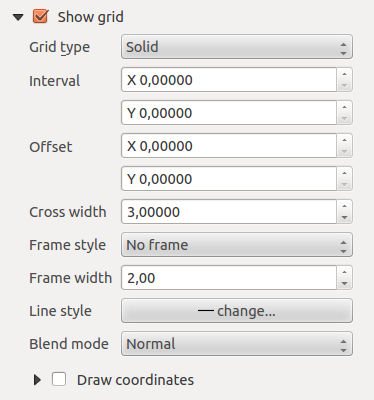 Show grid
Grid type Solid
Interval X 0,00000
Y 0,00000
Offset X 0,00000
Y 0,00000
Cross width 3,00000
Frame style No frame
Frame width 2,00
Line style change...
Blend mode Normal
Draw coordinates